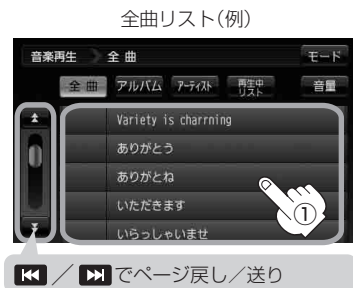 全曲リスト(例)
音楽再生 全曲 モード
全曲 アルバム アーティスト 再生中リスト 音量
Variety is charrning
ありがとう
ありがとね
いただきます
①
いらっしゃいませ
⏮/⏭でページ戻し/送り